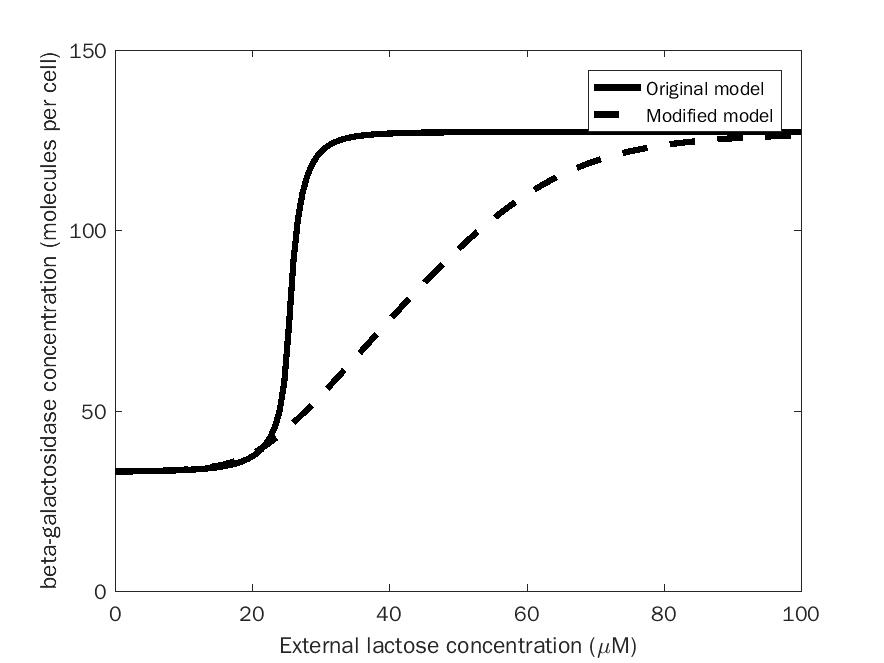 150
100
50
0
beta-galactosidase concentration (molecules per cell)
Original model
Modified model
0 20 40 60 80 100
External lactose concentration (μM)